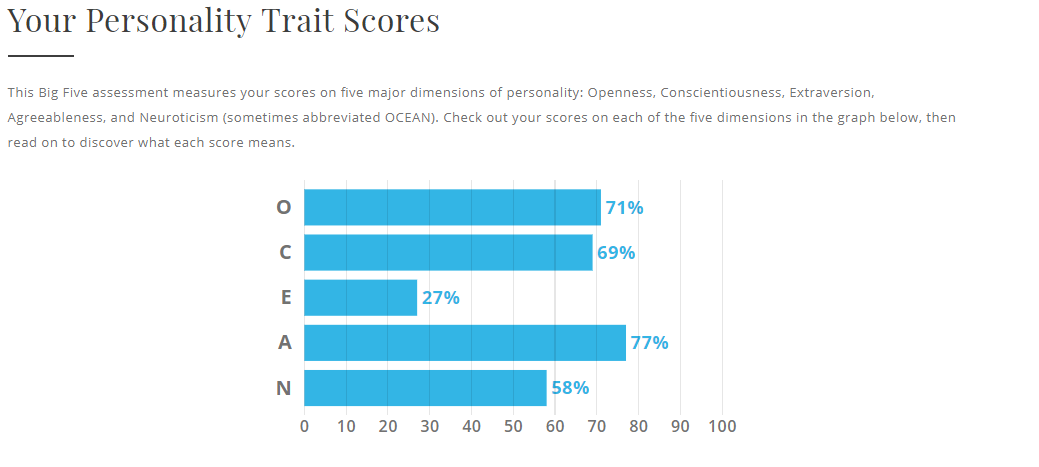 Your Personality Trait Scores
This Big Five assessment measures your scores on five major dimensions of personality: Openness, Conscientiousness, Extraversion,
Agreeableness, and Neuroticism (sometimes abbreviated OCEAN). Check out your scores on each of the five dimensions in the graph below, then
read on to discover what each score means.
O 71%
C 69%
E 27%
A 77%
N 58%
0 10 20 30 40 50 60 70 80 90 100